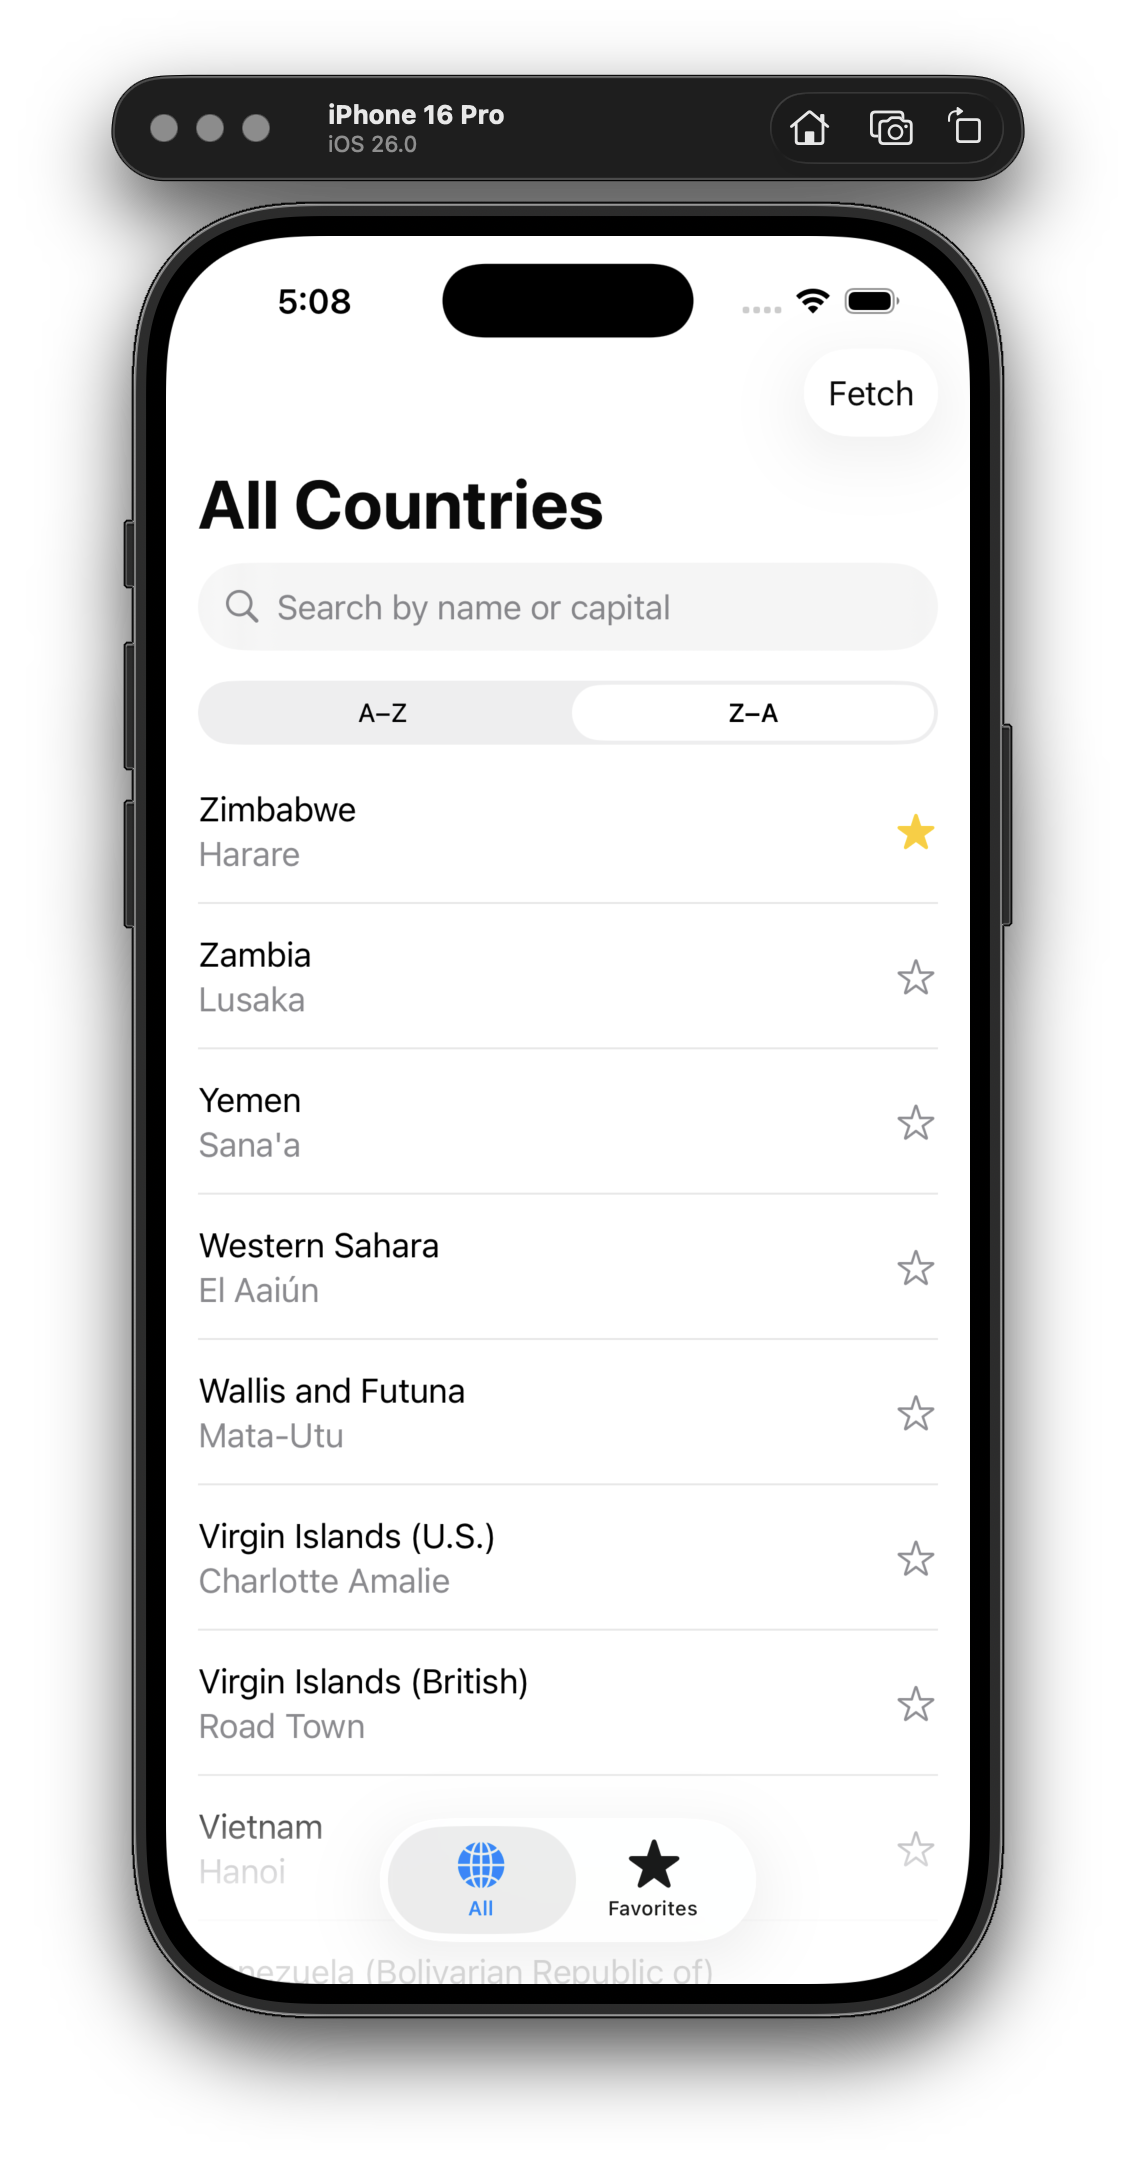 iPhone 16 Pro
iOS 26.0
5:08
Fetch
All Countries
Search by name or capital
A–Z
Z–A
Zimbabwe
Harare
Zambia
Lusaka
Yemen
Sana'a
Western Sahara
El Aaiún
Wallis and Futuna
Mata-Utu
Virgin Islands (U.S.)
Charlotte Amalie
Virgin Islands (British)
Road Town
Vietnam
Hanoi
All
Favorites
(Bolivarian Republic of)